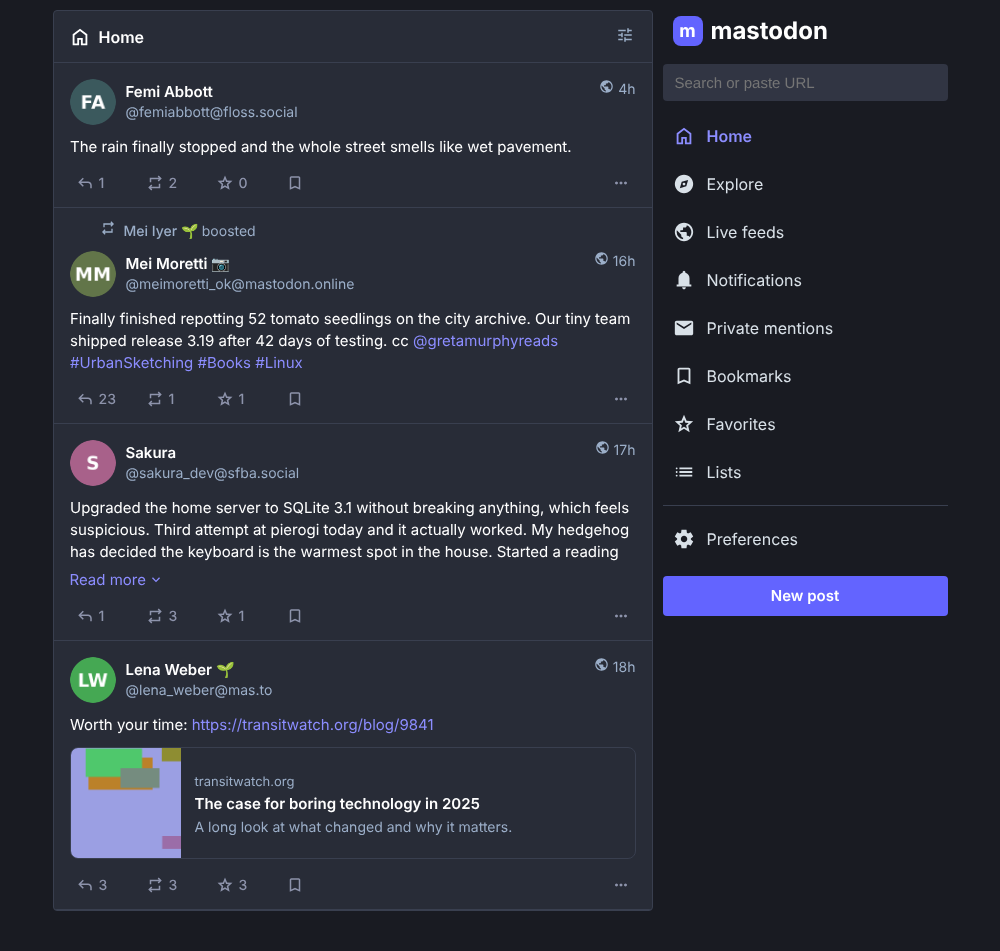 Home
FA
Femi Abbott
4h
@femiabbott@floss.social
The rain finally stopped and the whole street smells like wet pavement.
1 2 0
Mei Iyer 🌱 boosted
MM
Mei Moretti 📷
16h
@meimoretti_ok@mastodon.online
Finally finished repotting 52 tomato seedlings on the city archive. Our tiny team
shipped release 3.19 after 42 days of testing. cc @gretamurphyreads
#UrbanSketching #Books #Linux
23 1 1
S
Sakura
17h
@sakura_dev@sfba.social
Upgraded the home server to SQLite 3.1 without breaking anything, which feels
suspicious. Third attempt at pierogi today and it actually worked. My hedgehog
has decided the keyboard is the warmest spot in the house. Started a reading
Read more
1 3 1
LW
Lena Weber 🌱
18h
@lena_weber@mas.to
Worth your time: https://transitwatch.org/blog/9841
transitwatch.org
The case for boring technology in 2025
A long look at what changed and why it matters.
3 3 3
m mastodon
Search or paste URL
Home
Explore
Live feeds
Notifications
Private mentions
Bookmarks
Favorites
Lists
Preferences
New post